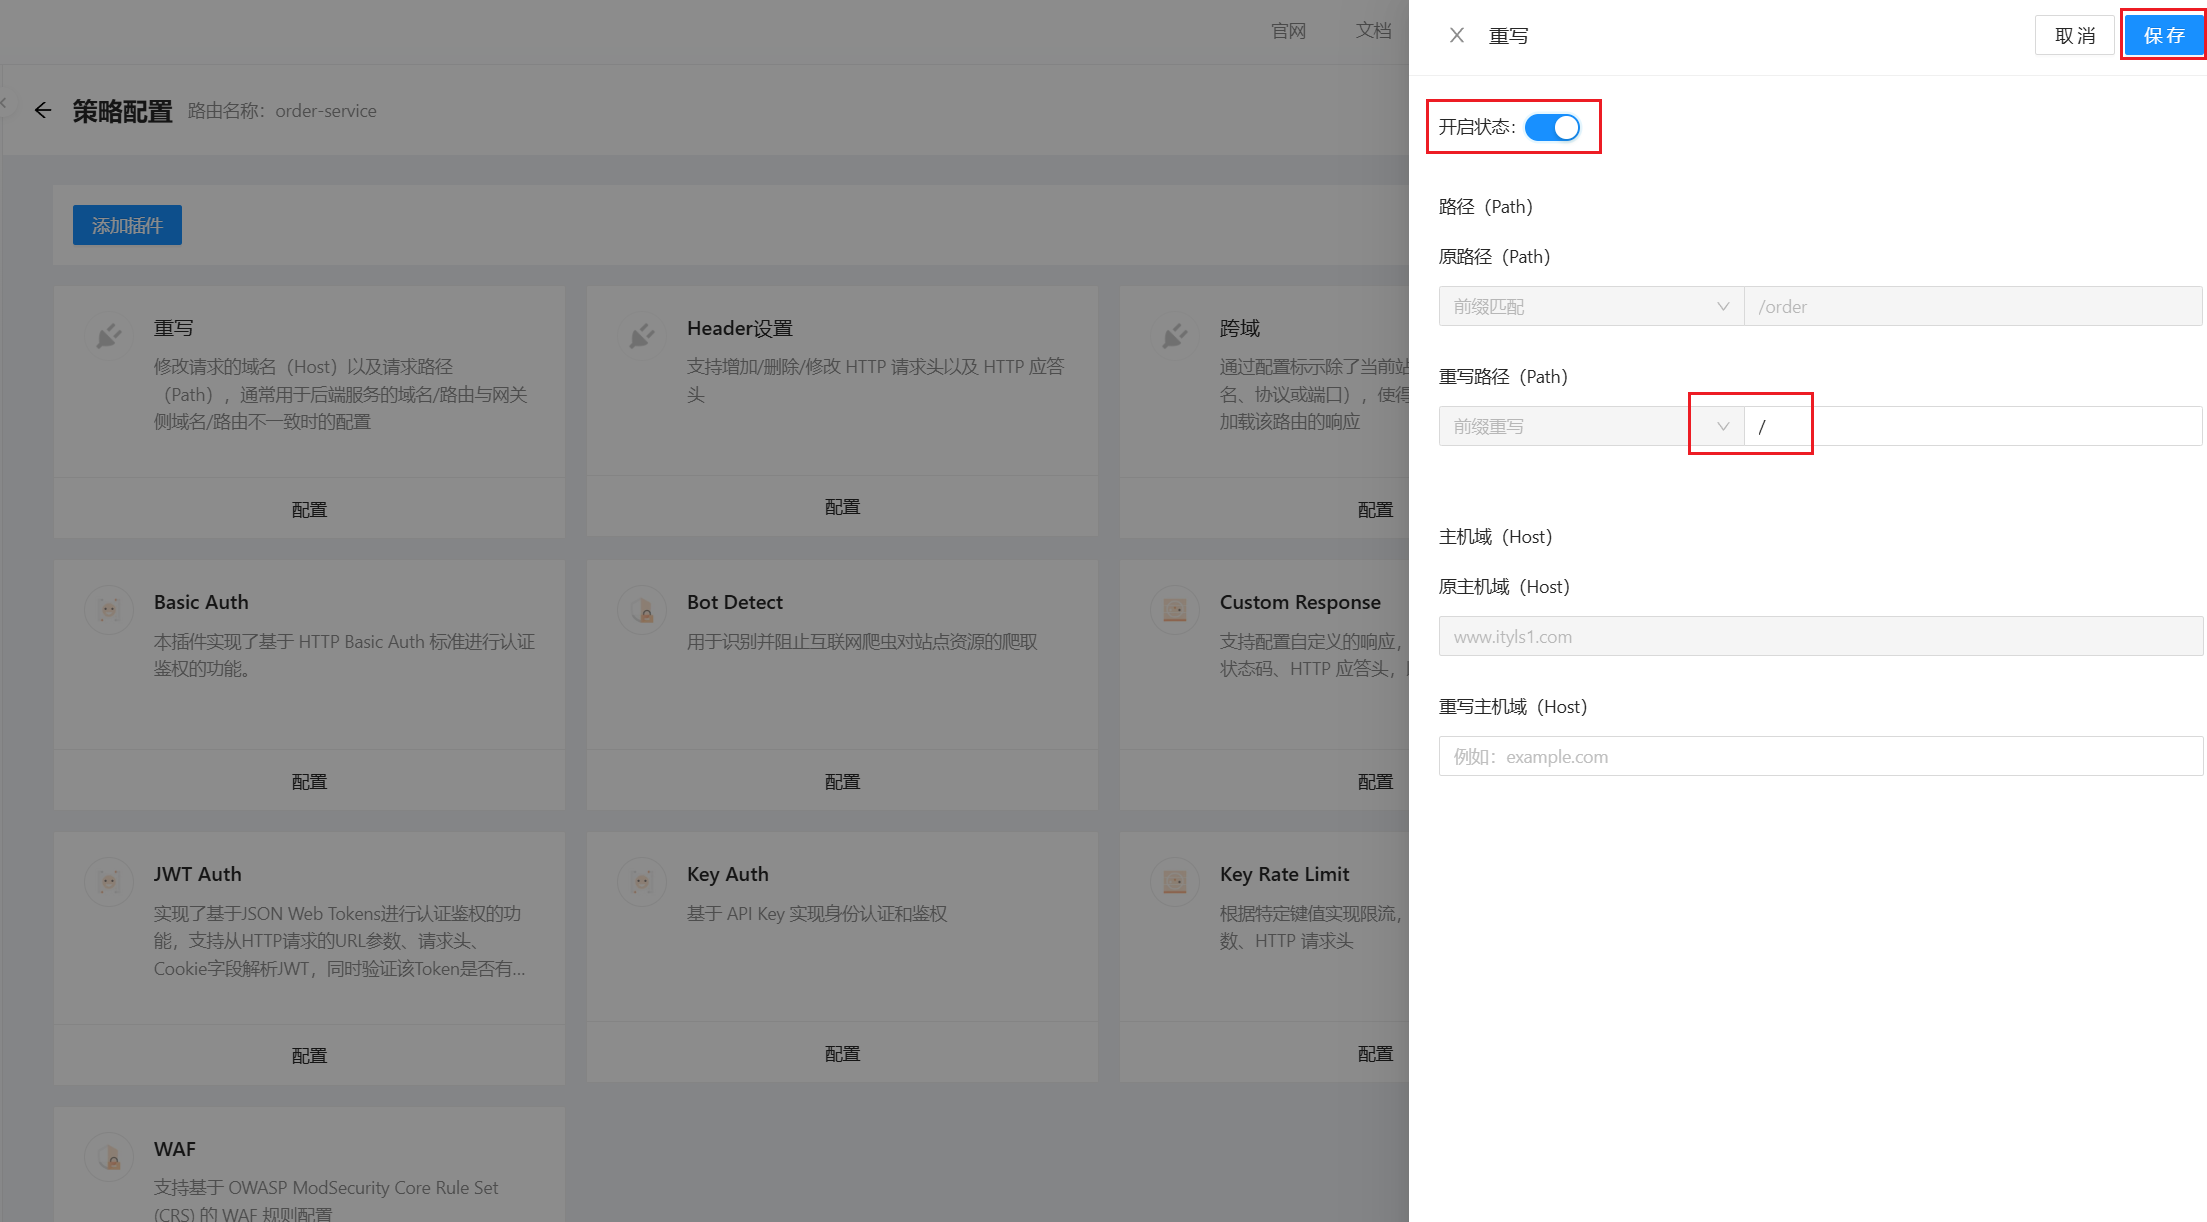 官网
文档
策略配置
路由名称：order-service
添加插件
重写
修改请求的域名（Host）以及请求路径
（Path），通常用于后端服务的域名/路由与网关
侧域名/路由不一致时的配置
配置
Header设置
支持增加/删除/修改 HTTP 请求头以及 HTTP 应答
头
配置
跨域
通过配置标示除了当前站
名、协议或端口），使得
加载该路由的响应
配置
Basic Auth
本插件实现了基于 HTTP Basic Auth 标准进行认证
鉴权的功能。
配置
Bot Detect
用于识别并阻止互联网爬虫对站点资源的爬取
配置
Custom Response
支持配置自定义的响应，
状态码、HTTP 应答头，
配置
JWT Auth
实现了基于JSON Web Tokens进行认证鉴权的功
能，支持从HTTP请求的URL参数、请求头、
Cookie字段解析JWT，同时验证该Token是否有...
配置
Key Auth
基于 API Key 实现身份认证和鉴权
配置
Key Rate Limit
根据特定键值实现限流，
数、HTTP 请求头
配置
WAF
支持基于 OWASP ModSecurity Core Rule Set
(CRS) 的 WAF 规则配置
重写
取 消
保 存
开启状态：
路径（Path）
原路径（Path）
前缀匹配
/order
重写路径（Path）
前缀重写
/
主机域（Host）
原主机域（Host）
www.ityls1.com
重写主机域（Host）
例如：example.com